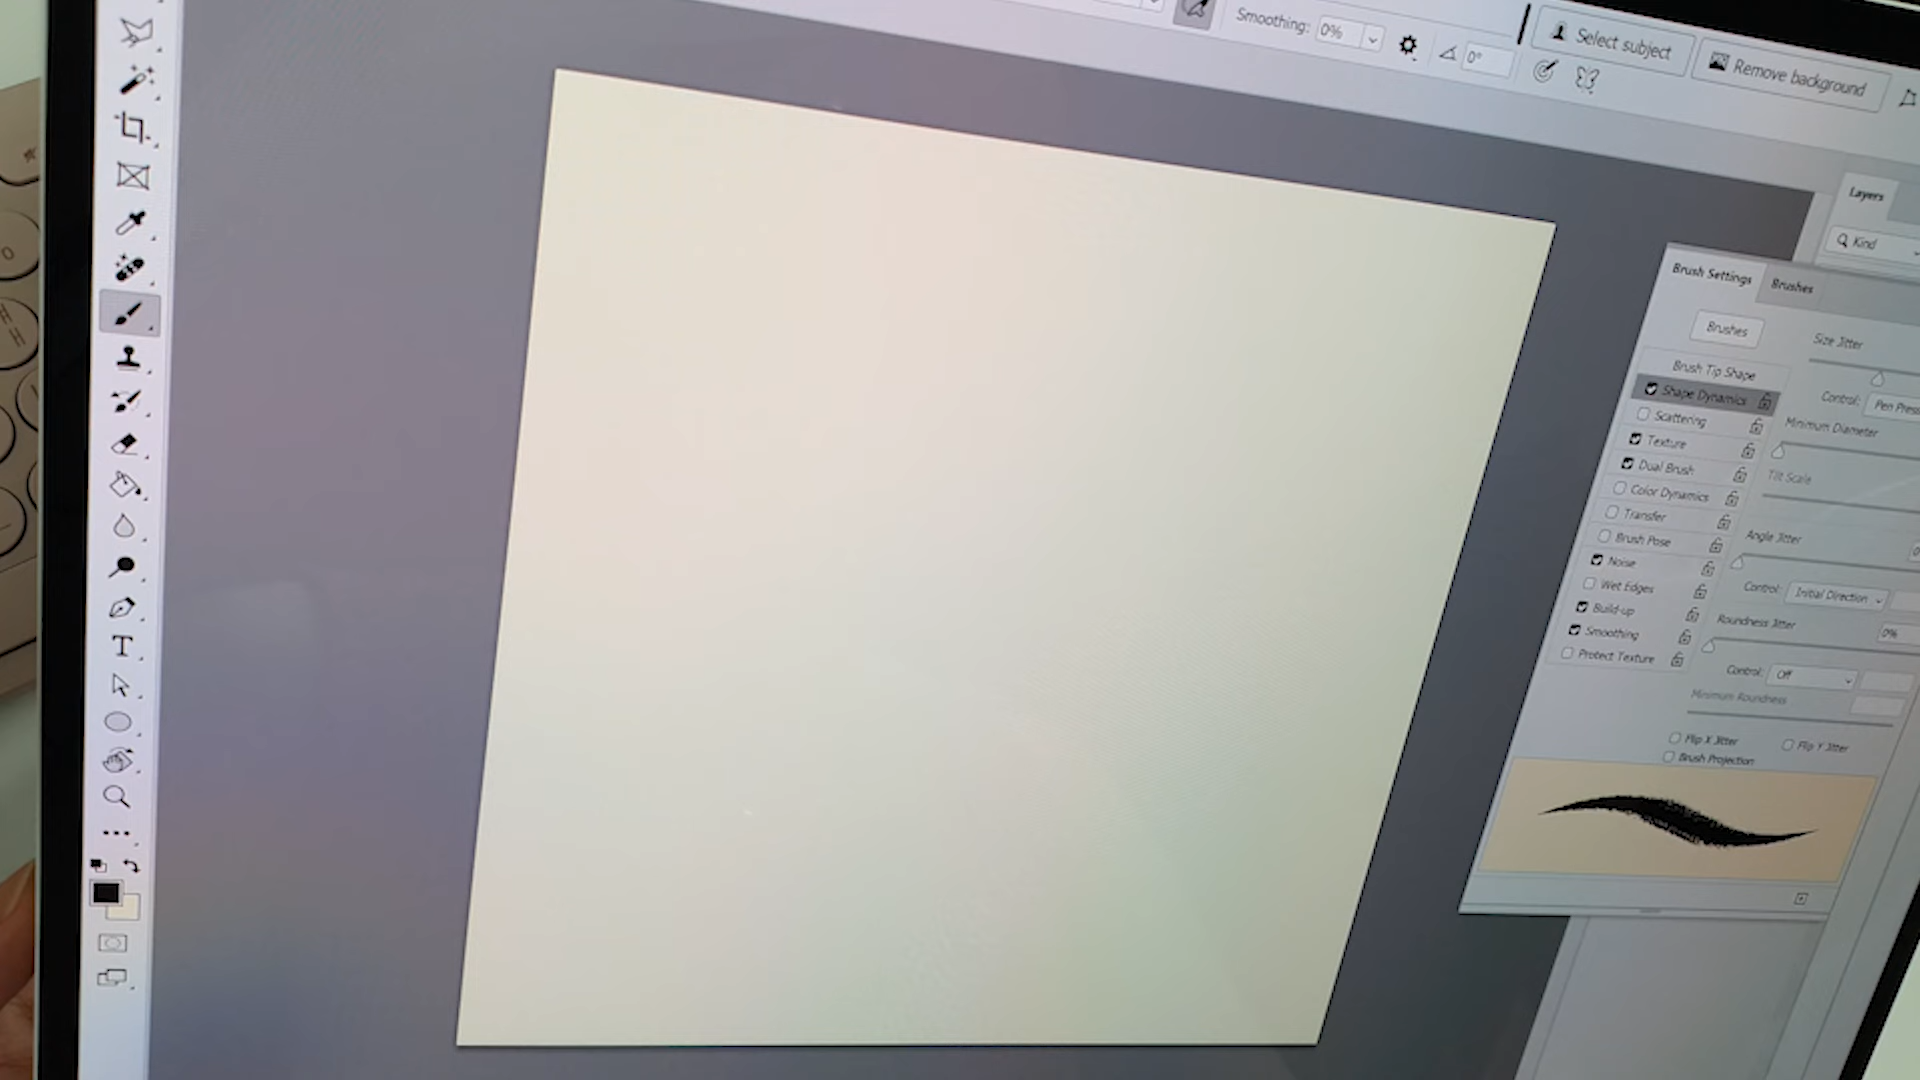 Smoothing: 0%
0°
Select subject
Remove background
Layers
Kind
Brush Settings
Brushes
Brushes
Size Jitter
Brush Tip Shape
Shape Dynamics
Control:
Scattering
Minimum Diameter
Texture
Dual Brush
Tilt Scale
Color Dynamics
Transfer
Angle Jitter
Brush Pose
Noise
Control: Initial Direction
Wet Edges
Build-up
Roundness Jitter
0%
Smoothing
Protect Texture
Control: Off
Minimum Roundness
Flip X Jitter
Flip Y Jitter
Brush Projection
T